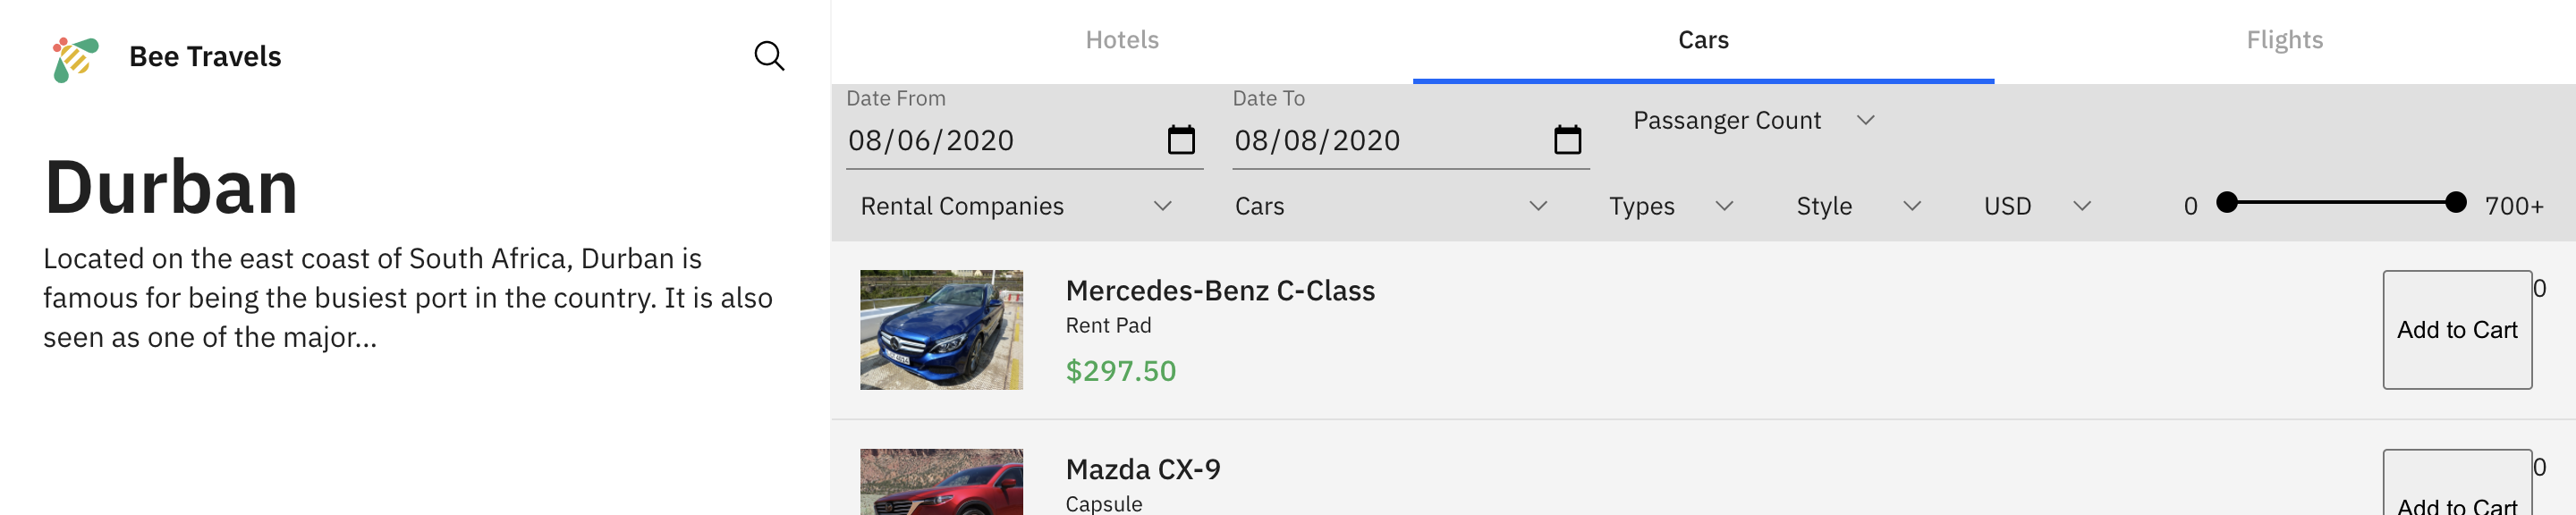 Bee Travels
Durban
Located on the east coast of South Africa, Durban is
famous for being the busiest port in the country. It is also
seen as one of the major...
Hotels
Cars
Flights
Date From
08/06/2020
Date To
08/08/2020
Passanger Count
Rental Companies
Cars
Types
Style
USD
0
700+
Mercedes-Benz C-Class
Rent Pad
$297.50
Add to Cart
0
Mazda CX-9
Capsule
Add to Cart
0